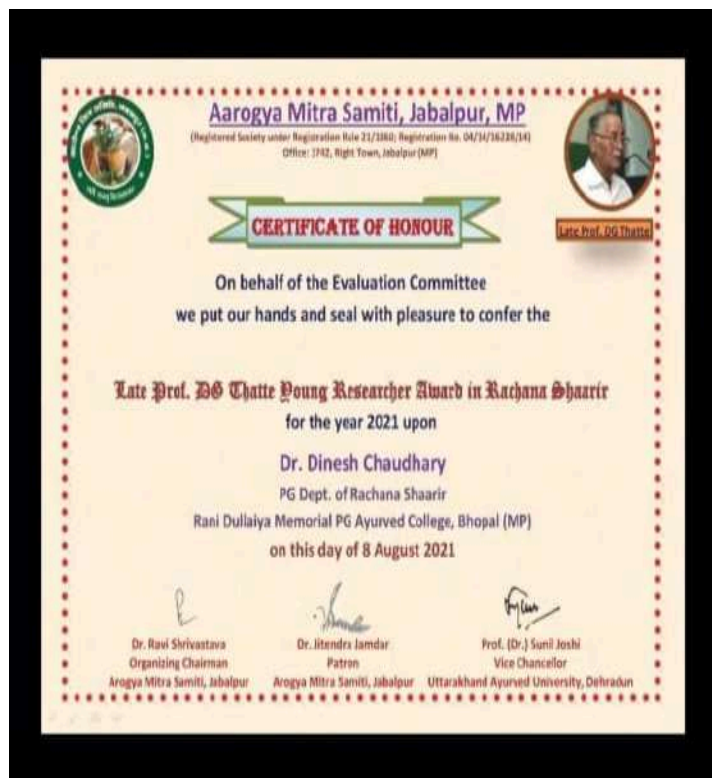 Aarogya Mitra Samiti, Jabalpur, MP
(Registered Society under Registration Rule 21/1860; Registration No. 04/14/16228/14)
Office: 1742, Right Town, Jabalpur (MP)
CERTIFICATE OF HONOUR
Late Prof. DG Thatte
On behalf of the Evaluation Committee
we put our hands and seal with pleasure to confer the
Late Prof. DG Thatte Young Researcher Award in Rachana Shaarir
for the year 2021 upon
Dr. Dinesh Chaudhary
PG Dept. of Rachana Shaarir
Rani Dullaiya Memorial PG Ayurved College, Bhopal (MP)
on this day of 8 August 2021
Dr. Ravi Shrivastava
Organizing Chairman
Arogya Mitra Samiti, Jabalpur
Dr. Jitendra Jamdar
Patron
Arogya Mitra Samiti, Jabalpur
Prof. (Dr.) Sunil Joshi
Vice Chancellor
Uttarakhand Ayurved University, Dehradun